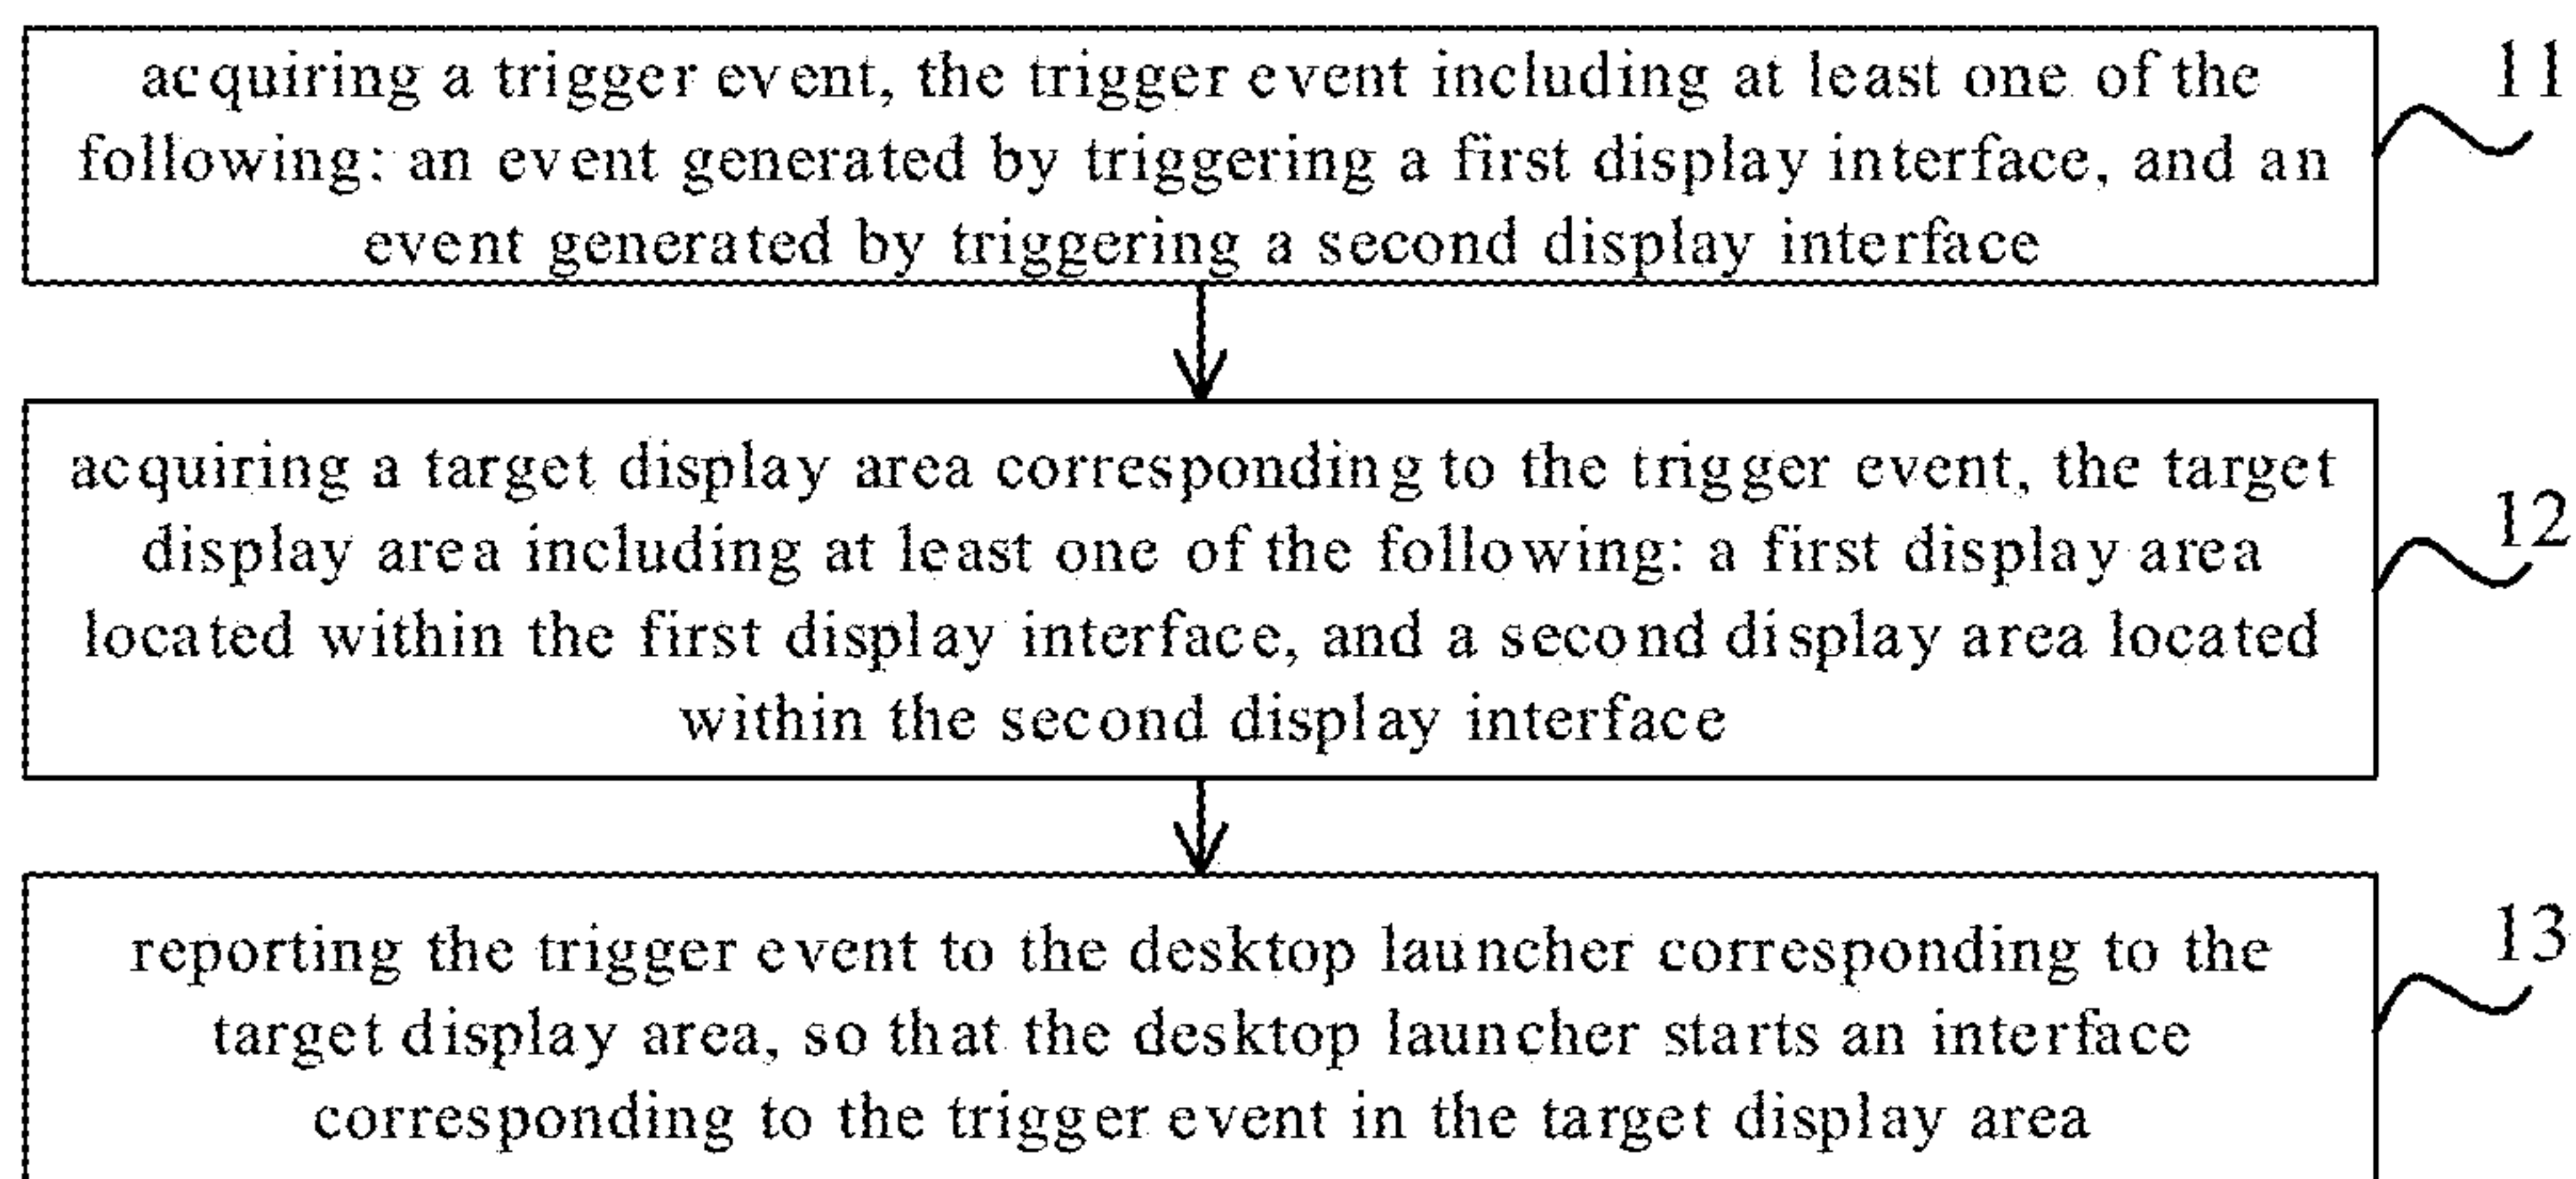 acquiring a trigger event, the trigger event including at least one of the
following: an event generated by triggering a first display interface, and an
event generated by triggering a second display interface
11
acquiring a target display area corresponding to the trigger event, the target
display area including at least one of the following: a first display area
located within the first display interface, and a second display area located
within the second display interface
12
reporting the trigger event to the desktop launcher corresponding to the
target display area, so that the desktop launcher starts an interface
corresponding to the trigger event in the target display area
13